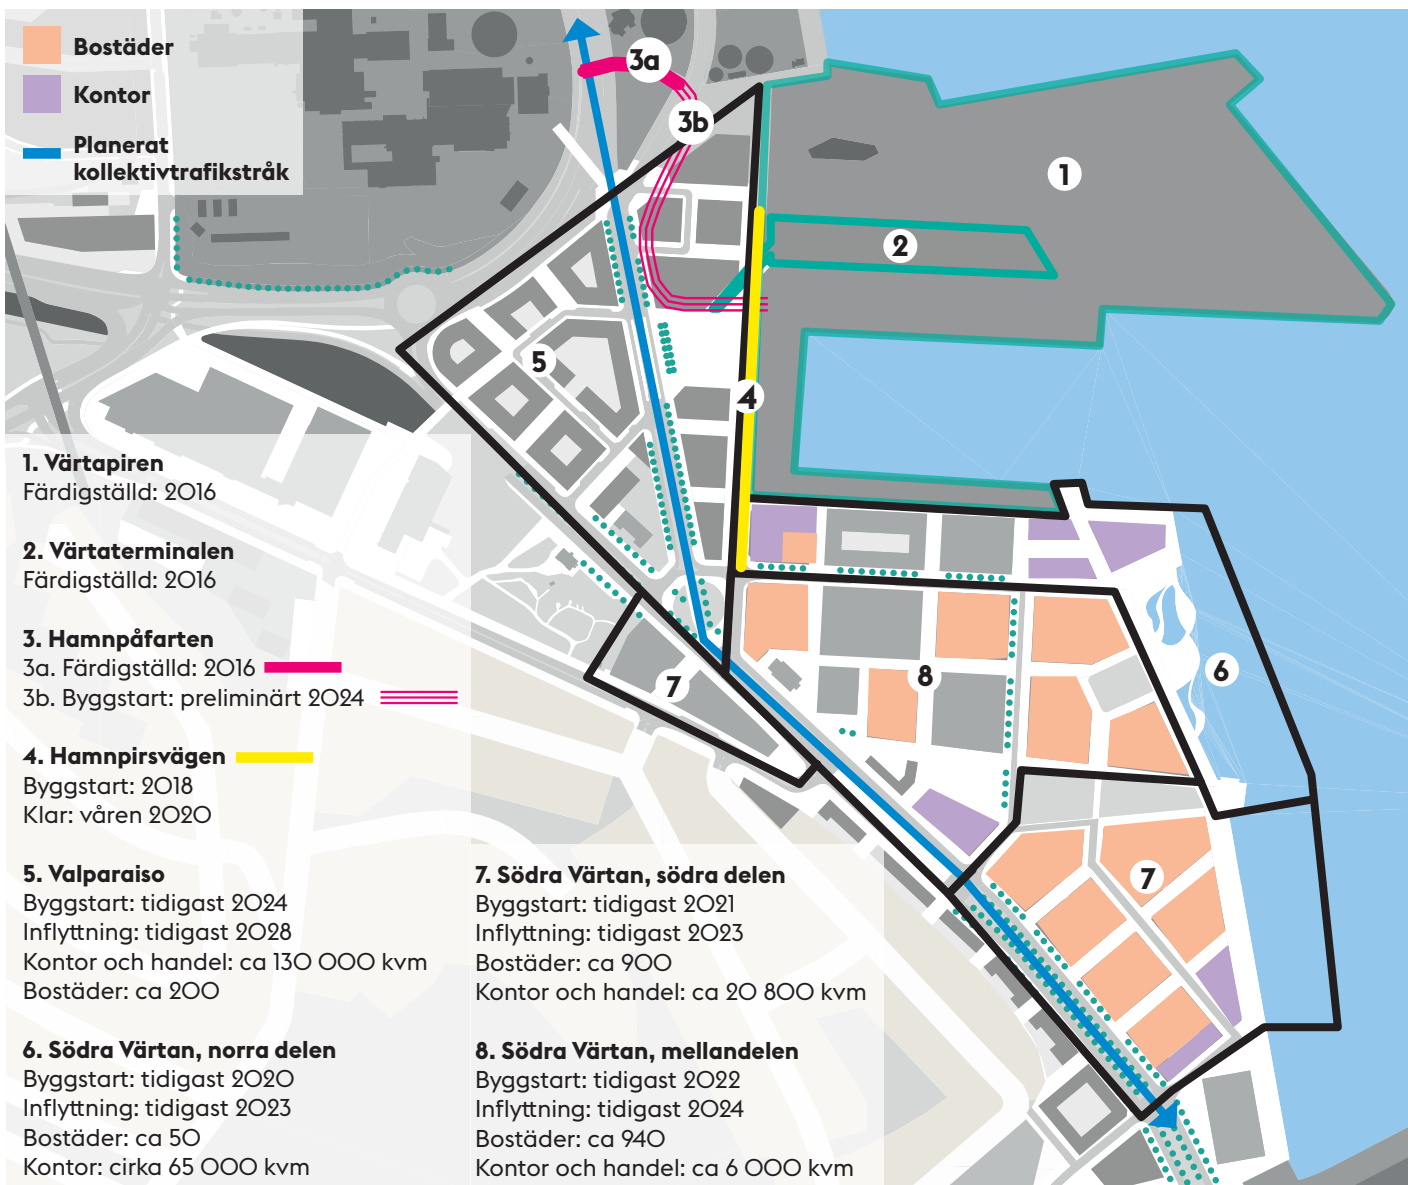 Bostäder
Kontor
Planerat
kollektivtrafikstråk
3a
3b
1
2
5
4
6
8
7
7
1. Värtapiren
Färdigställd: 2016
2. Värtaterminalen
Färdigställd: 2016
3. Hamnpåfarten
3a. Färdigställd: 2016
3b. Byggstart: preliminärt 2024
4. Hamnpirsvägen
Byggstart: 2018
Klar: våren 2020
5. Valparaiso
Byggstart: tidigast 2024
Inflyttning: tidigast 2028
Kontor och handel: ca 130 000 kvm
Bostäder: ca 200
6. Södra Värtan, norra delen
Byggstart: tidigast 2020
Inflyttning: tidigast 2023
Bostäder: ca 50
Kontor: cirka 65 000 kvm
7. Södra Värtan, södra delen
Byggstart: tidigast 2021
Inflyttning: tidigast 2023
Bostäder: ca 900
Kontor och handel: ca 20 800 kvm
8. Södra Värtan, mellandelen
Byggstart: tidigast 2022
Inflyttning: tidigast 2024
Bostäder: ca 940
Kontor och handel: ca 6 000 kvm